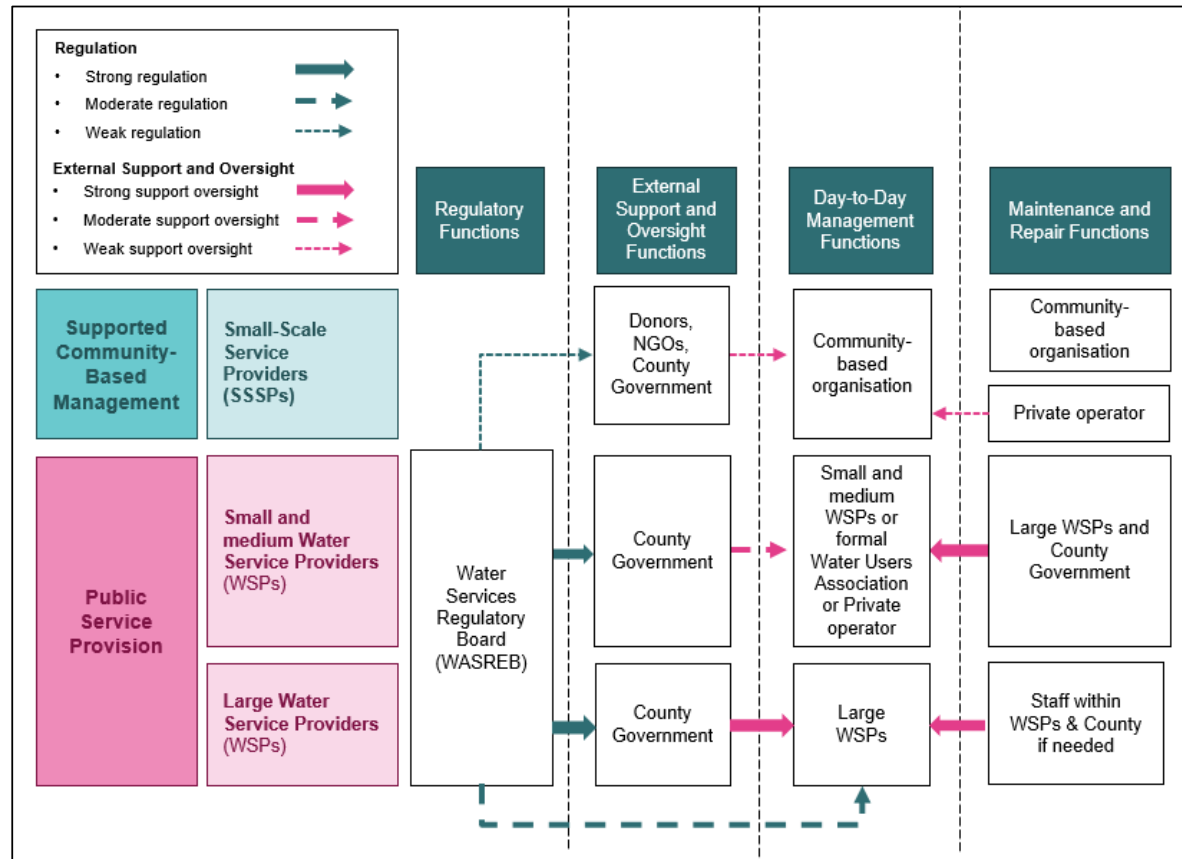 Regulation
• Strong regulation
• Moderate regulation
• Weak regulation
External Support and Oversight
• Strong support oversight
• Moderate support oversight
• Weak support oversight
Regulatory
Functions
External
Support and
Oversight
Functions
Day-to-Day
Management
Functions
Maintenance and
Repair Functions
Supported
Community-
Based
Management
Small-Scale
Service
Providers
(SSSPs)
Donors,
NGOs,
County
Government
Community-
based
organisation
Community-
based
organisation
Private operator
Public
Service
Provision
Small and
medium Water
Service Providers
(WSPs)
Water
Services
Regulatory
Board
(WASREB)
County
Government
Small and
medium
WSPs or
formal
Water Users
Association
or Private
operator
Large WSPs and
County
Government
Large Water
Service Providers
(WSPs)
County
Government
Large
WSPs
Staff within
WSPs & County
if needed